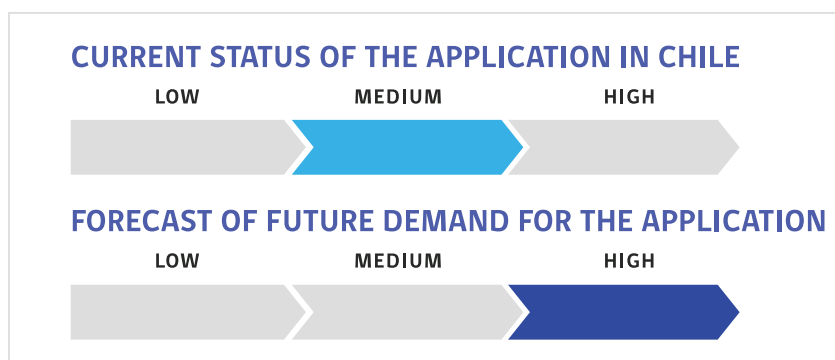 CURRENT STATUS OF THE APPLICATION IN CHILE
LOW MEDIUM HIGH
FORECAST OF FUTURE DEMAND FOR THE APPLICATION
LOW MEDIUM HIGH